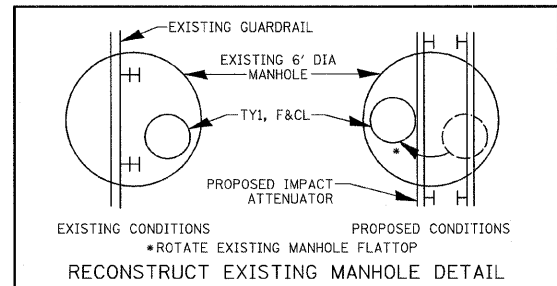 EXISTING GUARDRAIL
EXISTING 6' DIA
MANHOLE
TY1, F&CL
*
PROPOSED IMPACT
ATTENUATOR
EXISTING CONDITIONS
PROPOSED CONDITIONS
*ROTATE EXISTING MANHOLE FLATTOP
RECONSTRUCT EXISTING MANHOLE DETAIL